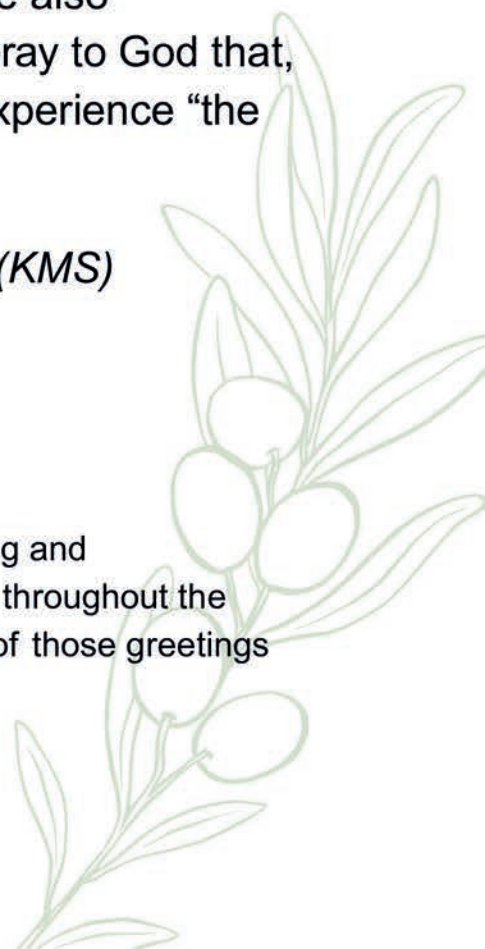 also
ray to God that,
xperience “the
(KMS)
g and
throughout the
of those greetings